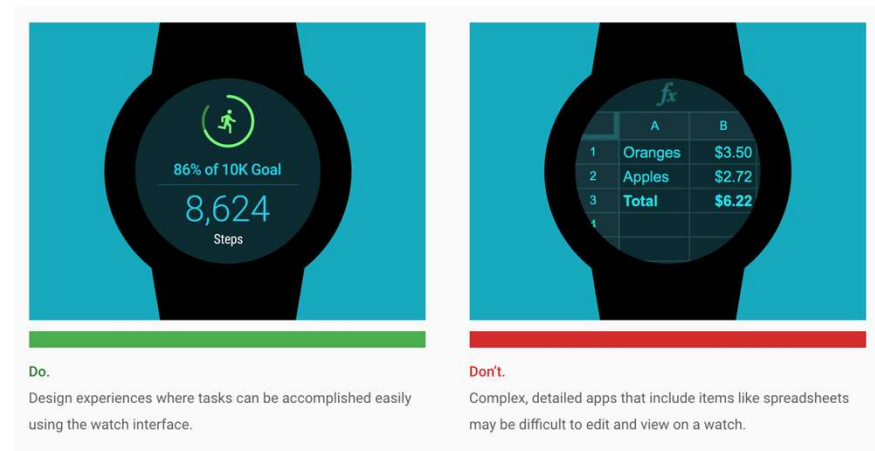 86% of 10K Goal
8,624
Steps
fx
A B
1 Oranges $3.50
2 Apples $2.72
3 Total $6.22
4
Do.
Design experiences where tasks can be accomplished easily
using the watch interface.
Don't.
Complex, detailed apps that include items like spreadsheets
may be difficult to edit and view on a watch.